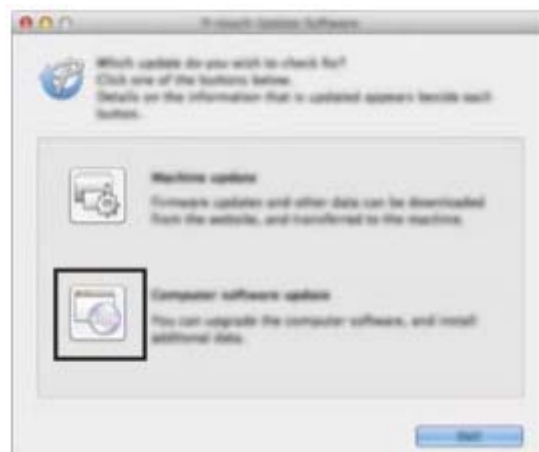 P-touch Update Software
Which update do you wish to check for?
Click one of the buttons below.
Details on the information that is updated appears beside each
button.
Machine update
Firmware updates and other data can be downloaded
from the website, and transferred to the machine.
Computer software update
You can upgrade the computer software, and install
additional data.